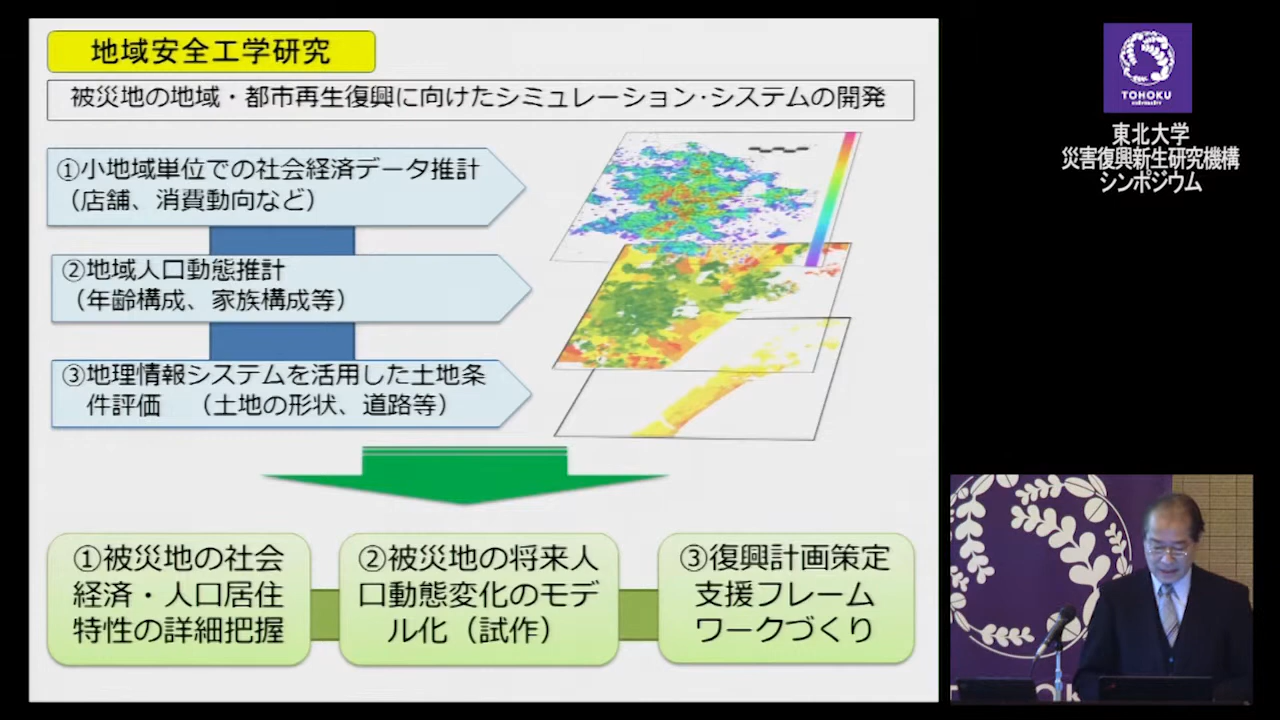 地域安全工学研究
被災地の地域・都市再生復興に向けたシミュレーション・システムの開発
①小地域単位での社会経済データ推計
（店舗、消費動向など）
②地域人口動態推計
（年齢構成、家族構成等）
③地理情報システムを活用した土地条
件評価　（土地の形状、道路等）
①被災地の社会
経済・人口居住
特性の詳細把握
②被災地の将来人
口動態変化のモデ
ル化（試作）
③復興計画策定
支援フレーム
ワークづくり
TOHOKU
UNIVERSITY
東北大学
災害復興新生研究機構
シンポジウム